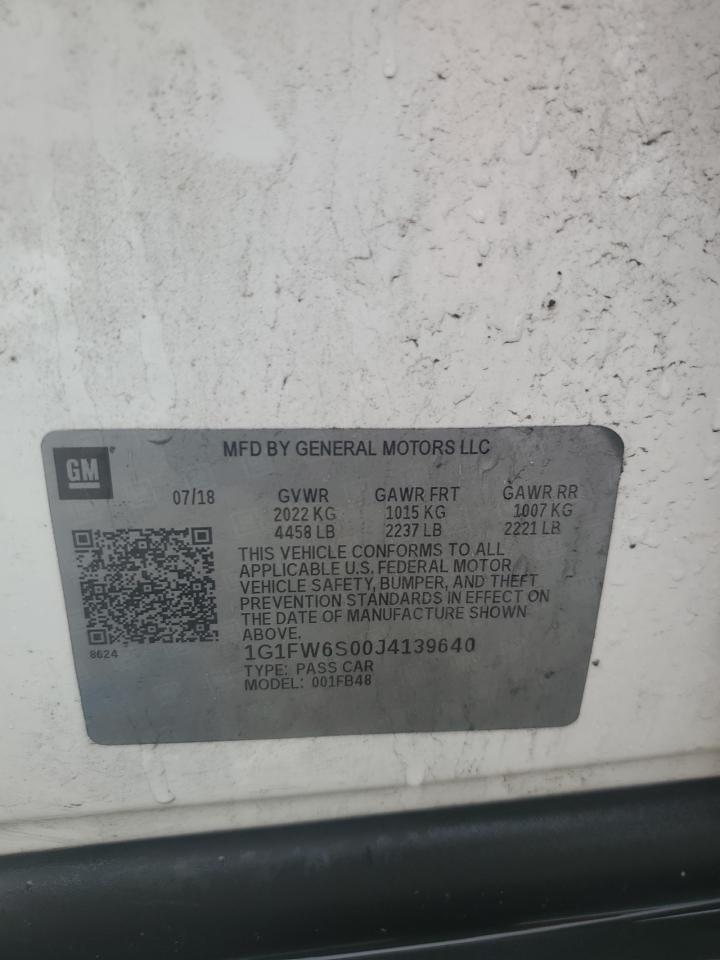 MFD BY GENERAL MOTORS LLC
GM
07/18 GVWR GAWR FRT GAWR RR
2022 KG 1015 KG 1007 KG
4458 LB 2237 LB 2221 LB
THIS VEHICLE CONFORMS TO ALL
APPLICABLE U.S. FEDERAL MOTOR
VEHICLE SAFETY, BUMPER, AND THEFT
PREVENTION STANDARDS IN EFFECT ON
THE DATE OF MANUFACTURE SHOWN
ABOVE.
8624
1G1FW6S00J4139640
TYPE: PASS CAR
MODEL: 001FB48